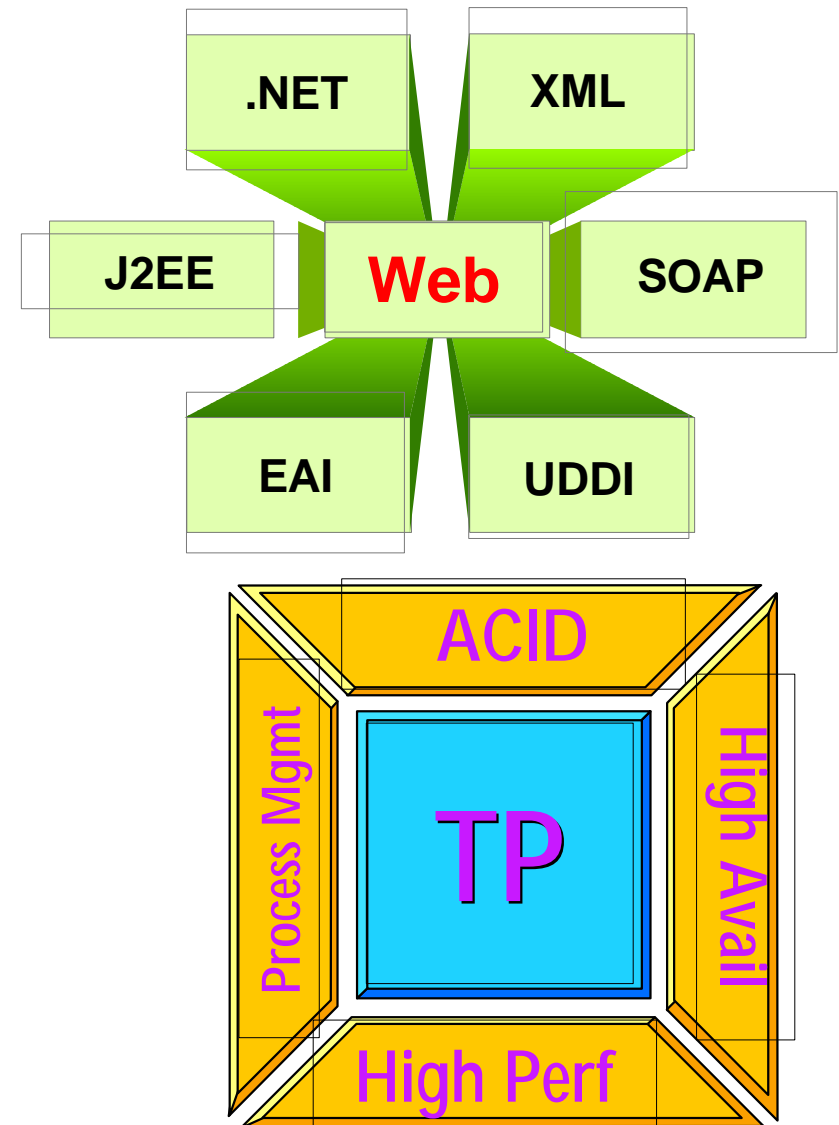 .NET
XML
J2EE
Web
SOAP
EAI
UDDI
ACID
Process Mgmt
TP
High Avail
High Perf